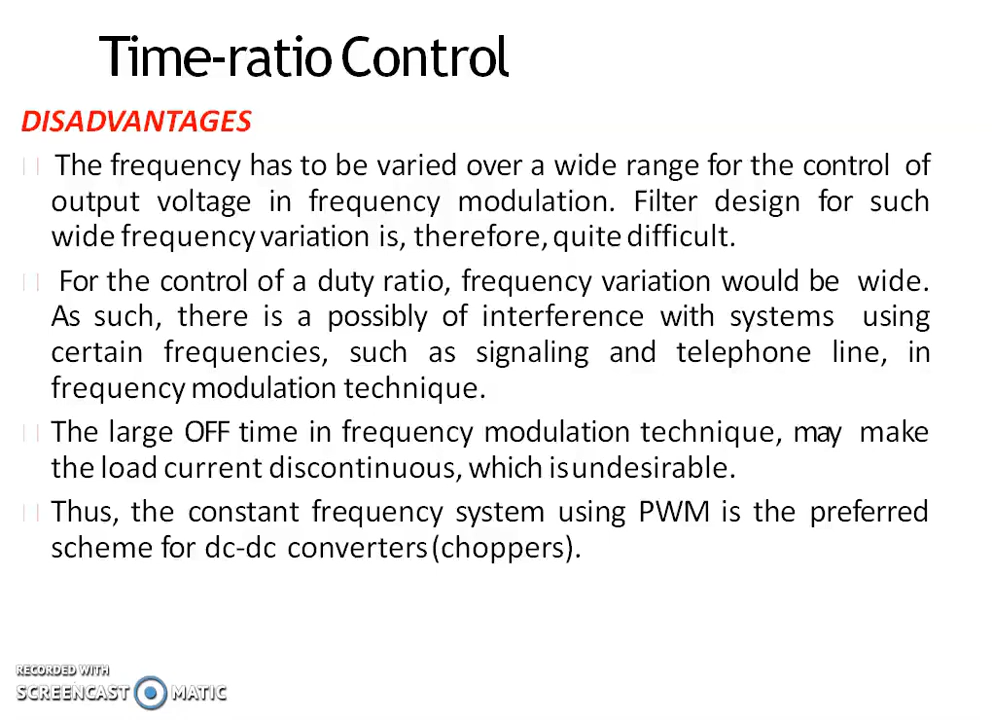 Time-ratio Control
DISADVANTAGES
The frequency has to be varied over a wide range for the control of
output voltage in frequency modulation. Filter design for such
wide frequency variation is, therefore, quite difficult.
For the control of a duty ratio, frequency variation would be wide.
As such, there is a possibly of interference with systems using
certain frequencies, such as signaling and telephone line, in
frequency modulation technique.
The large OFF time in frequency modulation technique, may make
the load current discontinuous, which is undesirable.
Thus, the constant frequency system using PWM is the preferred
scheme for dc-dc converters (choppers).
RECORDED WITH
SCREENCAST MATIC